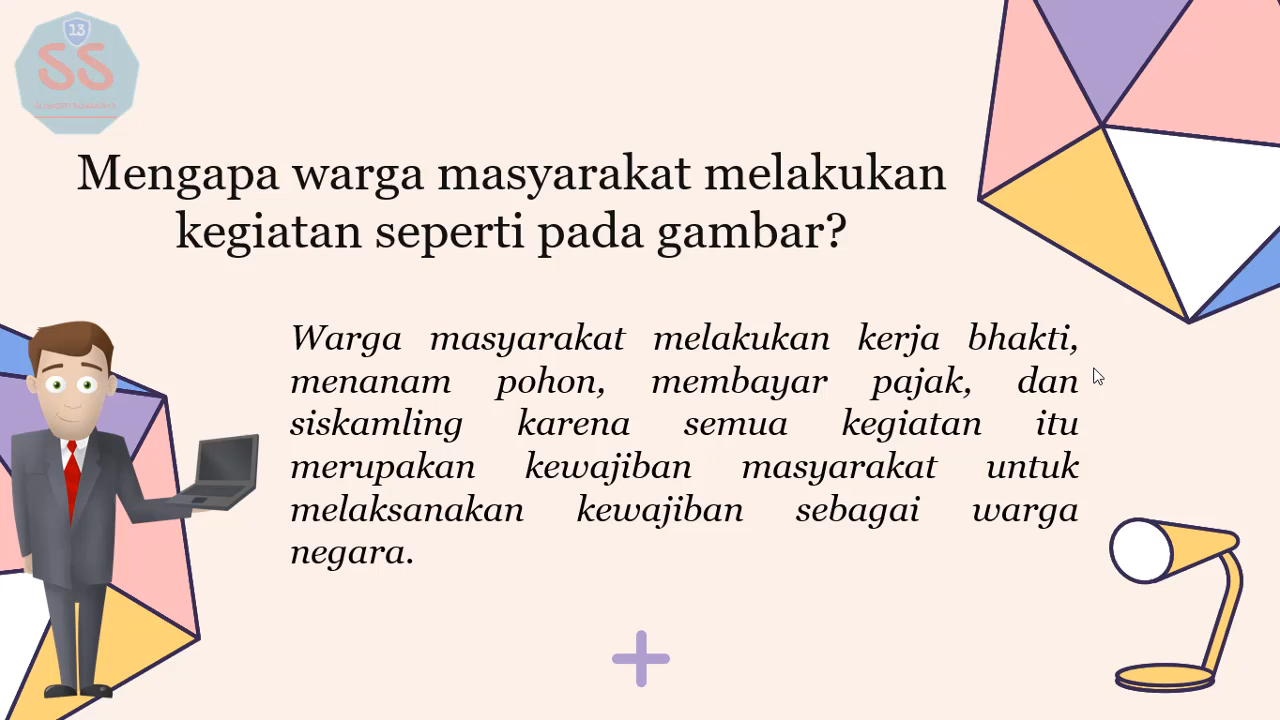 13
SS
Mengapa warga masyarakat melakukan
kegiatan seperti pada gambar?
Warga masyarakat melakukan kerja bhakti,
menanam pohon, membayar pajak, dan
siskamling karena semua kegiatan itu
merupakan kewajiban masyarakat untuk
melaksanakan kewajiban sebagai warga
negara.